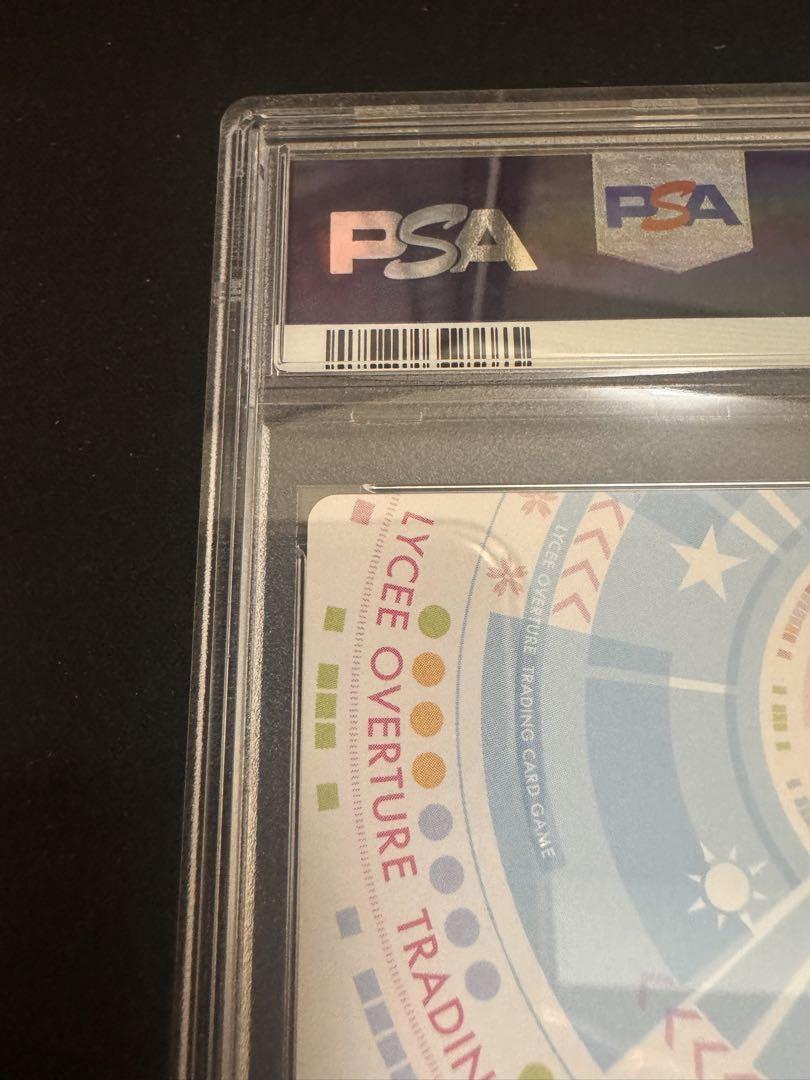 PSA
PSA
LYCEE OVERTURE TRADIN
LYCEE OVERTURE TRADING CARD GAME